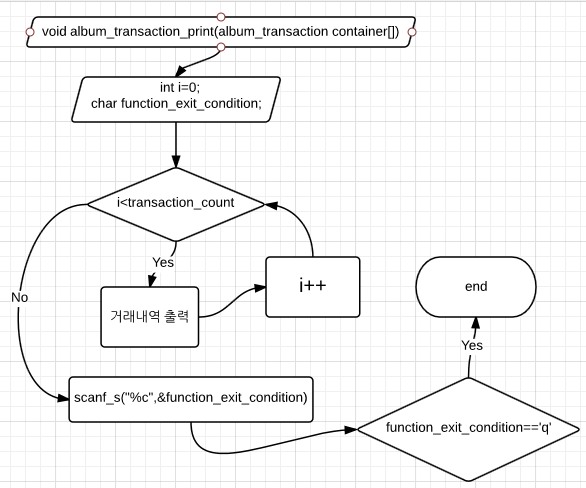 void album_transaction_print(album_transaction container[])
int i=0;
char function_exit_condition;
i<transaction_count
Yes
No
거래내역 출력
i++
end
Yes
scanf_s("%c",&function_exit_condition)
function_exit_condition=='q'